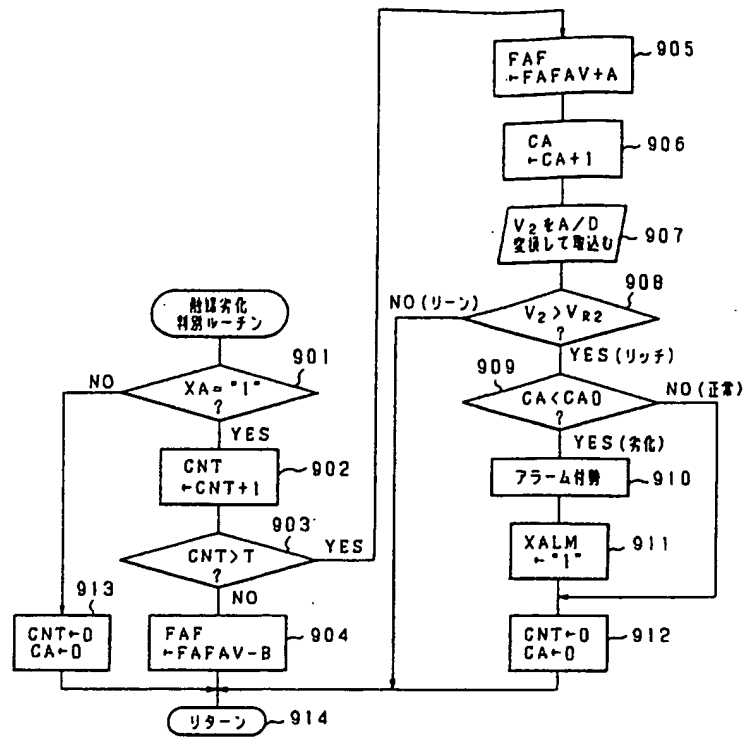 触媒劣化
判別ルーチン
901
XA="1"
?
NO
YES
CNT
←CNT+1
902
903
CNT>T
?
YES
NO
913
CNT←0
CA←0
FAF
←FAFAV-B
904
リターン
914
FAF
←FAFAV+A
905
CA
←CA+1
906
V2をA/D
変換して取込む
907
908
V2>VR2
?
NO(リーン)
YES(リッチ)
909
CA<CA0
?
NO(正常)
YES(劣化)
アラーム付勢
910
XALM
←"1"
911
CNT←0
CA←0
912